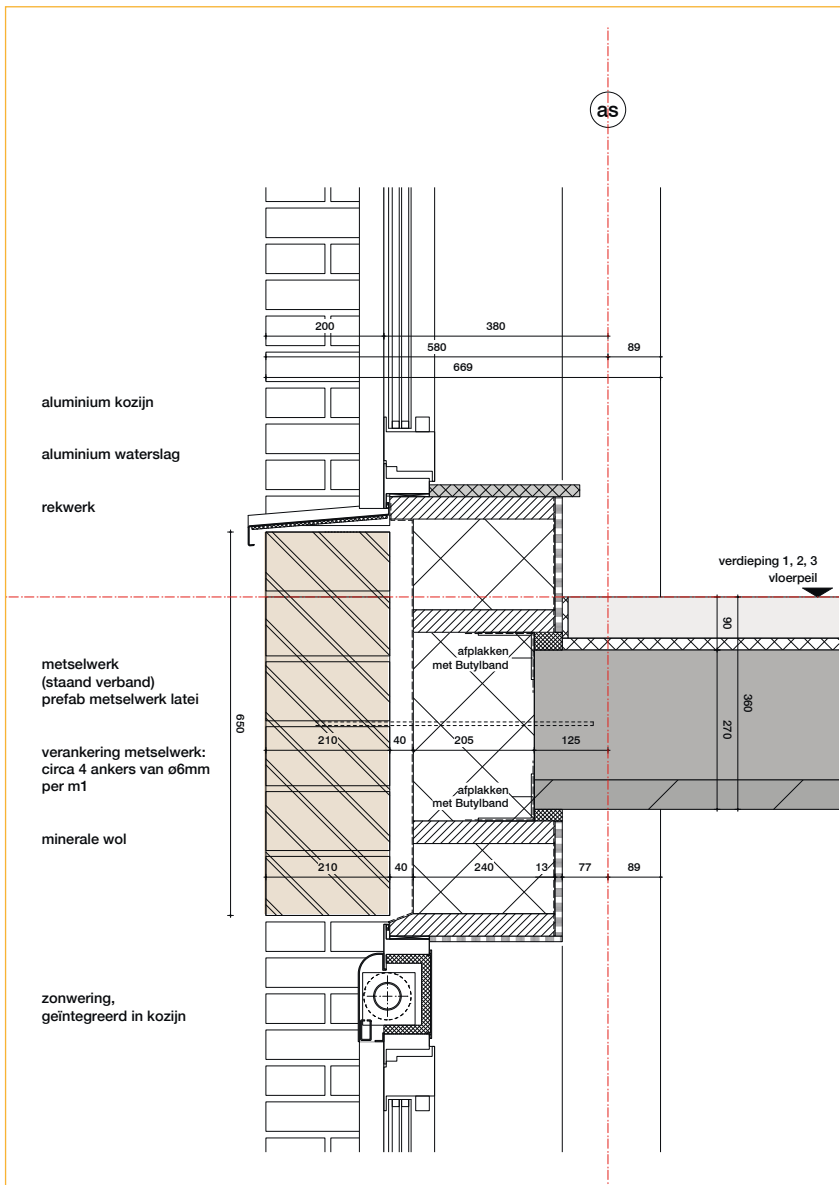 as
200
380
580
89
669
aluminium kozijn
aluminium waterslag
rekwerk
verdieping 1, 2, 3
vloerpeil
90
360
270
650
metselwerk
(staand verband)
prefab metselwerk latei
afplakken
met Butylband
verankering metselwerk:
circa 4 ankers van ø6mm
per m1
210
40
205
125
afplakken
met Butylband
minerale wol
210
40
240
13
77
89
zonwering,
geïntegreerd in kozijn